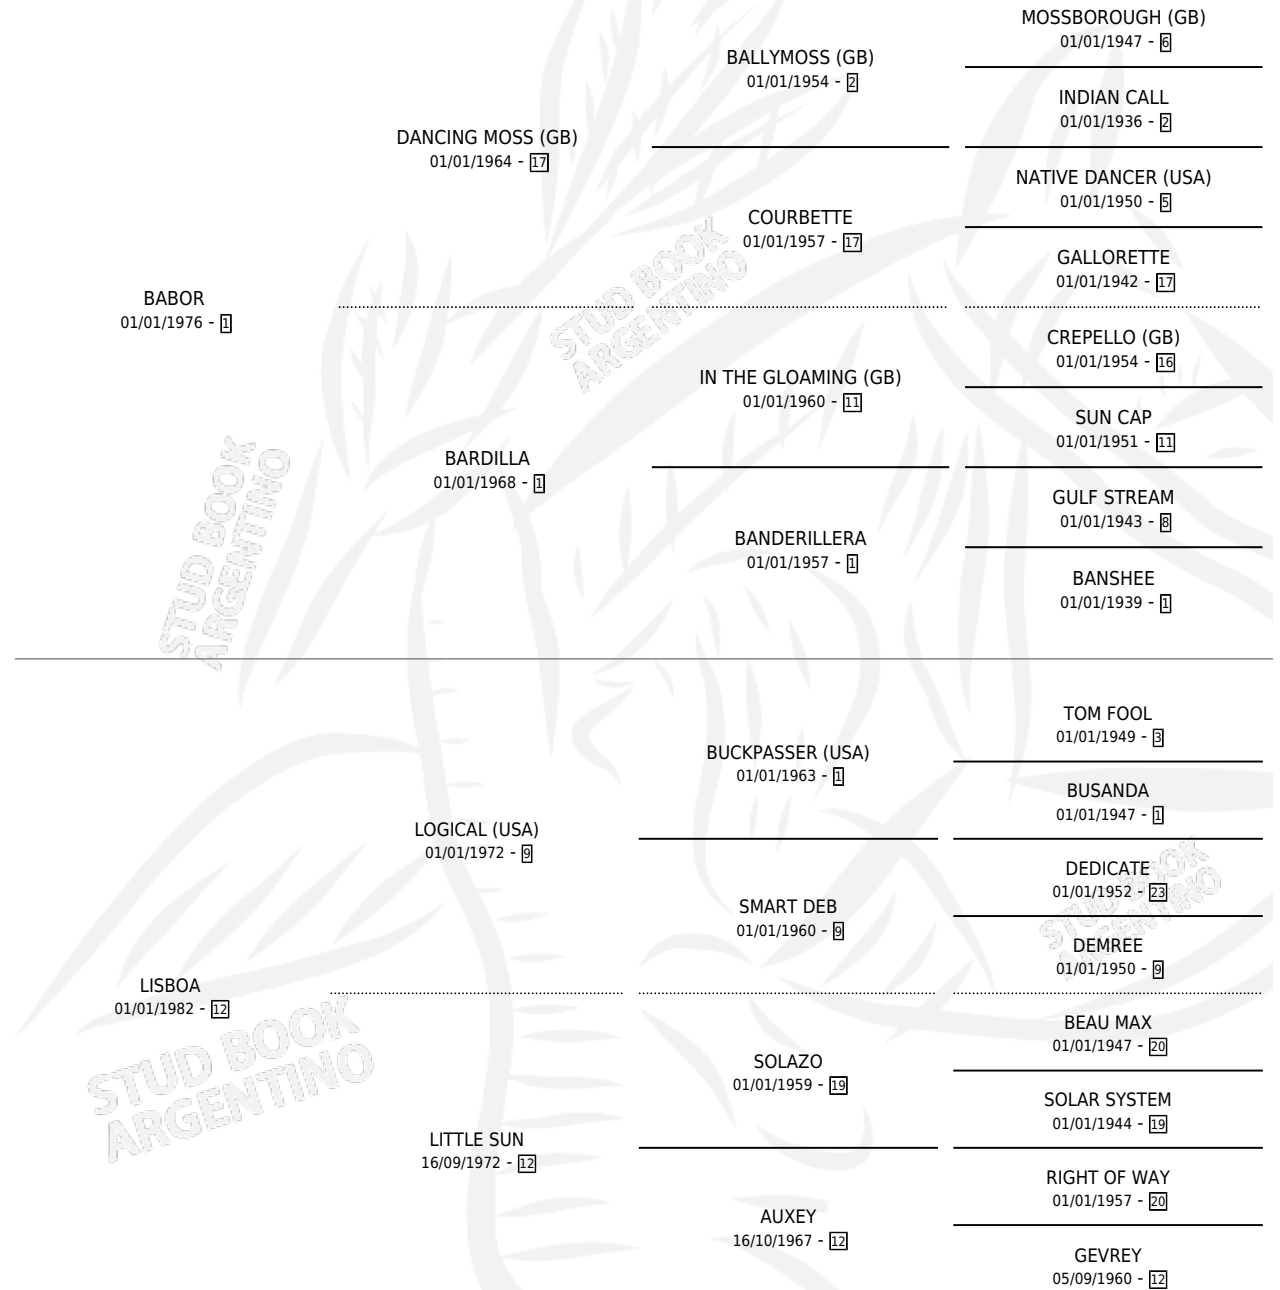 MOSSBOROUGH (GB)
01/01/1947 - 6
BALLYMOSS (GB)
01/01/1954 - 2
INDIAN CALL
01/01/1936 - 2
DANCING MOSS (GB)
01/01/1964 - 17
NATIVE DANCER (USA)
01/01/1950 - 5
COURBETTE
01/01/1957 - 17
GALLORETTE
01/01/1942 - 17
BABOR
01/01/1976 - 1
CREPELLO (GB)
01/01/1954 - 16
IN THE GLOAMING (GB)
01/01/1960 - 11
SUN CAP
01/01/1951 - 11
BARDILLA
01/01/1968 - 1
GULF STREAM
01/01/1943 - 8
BANDERILLERA
01/01/1957 - 1
BANSHEE
01/01/1939 - 1
TOM FOOL
01/01/1949 - 3
BUCKPASSER (USA)
01/01/1963 - 1
BUSANDA
01/01/1947 - 1
LOGICAL (USA)
01/01/1972 - 9
DEDICATE
01/01/1952 - 23
SMART DEB
01/01/1960 - 9
DEMREE
01/01/1950 - 9
LISBOA
01/01/1982 - 12
BEAU MAX
01/01/1947 - 20
SOLAZO
01/01/1959 - 19
SOLAR SYSTEM
01/01/1944 - 19
LITTLE SUN
16/09/1972 - 12
RIGHT OF WAY
01/01/1957 - 20
AUXEY
16/10/1967 - 12
GEVREY
05/09/1960 - 12
STUD BOOK
ARGENTINO
STUD BOOK
ARGENTINO
STUD BOOK
ARGENTINO
STUD BOOK
ARGENTINO